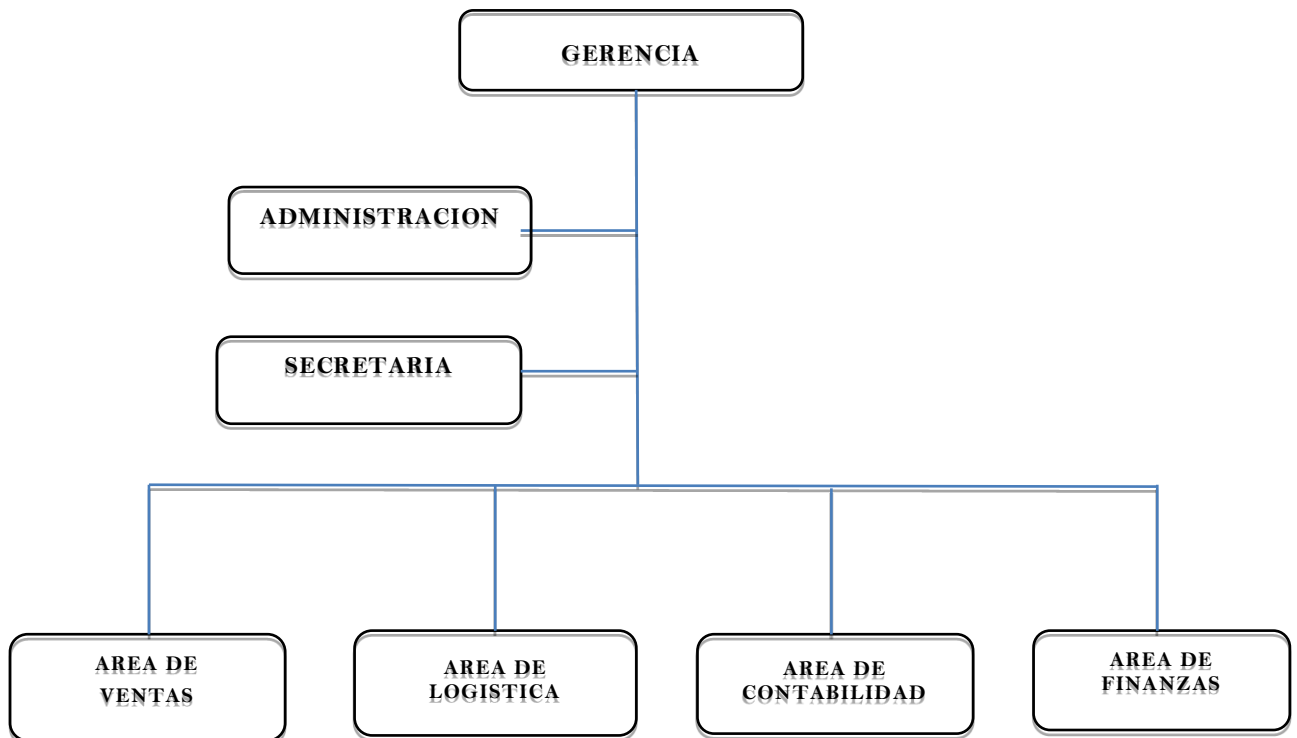 GERENCIA
ADMINISTRACION
SECRETARIA
AREA DE
VENTAS
AREA DE
LOGISTICA
AREA DE
CONTABILIDAD
AREA DE
FINANZAS